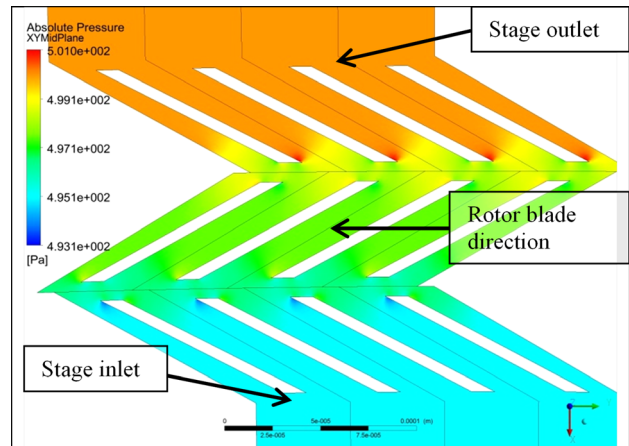 Absolute Pressure
XYMidPlane
5.010e+002
4.991e+002
4.971e+002
4.951e+002
4.931e+002
[Pa]
Stage outlet
Rotor blade
direction
Stage inlet
0
5e-005
0.0001 (m)
2.5e-005
7.5e-005